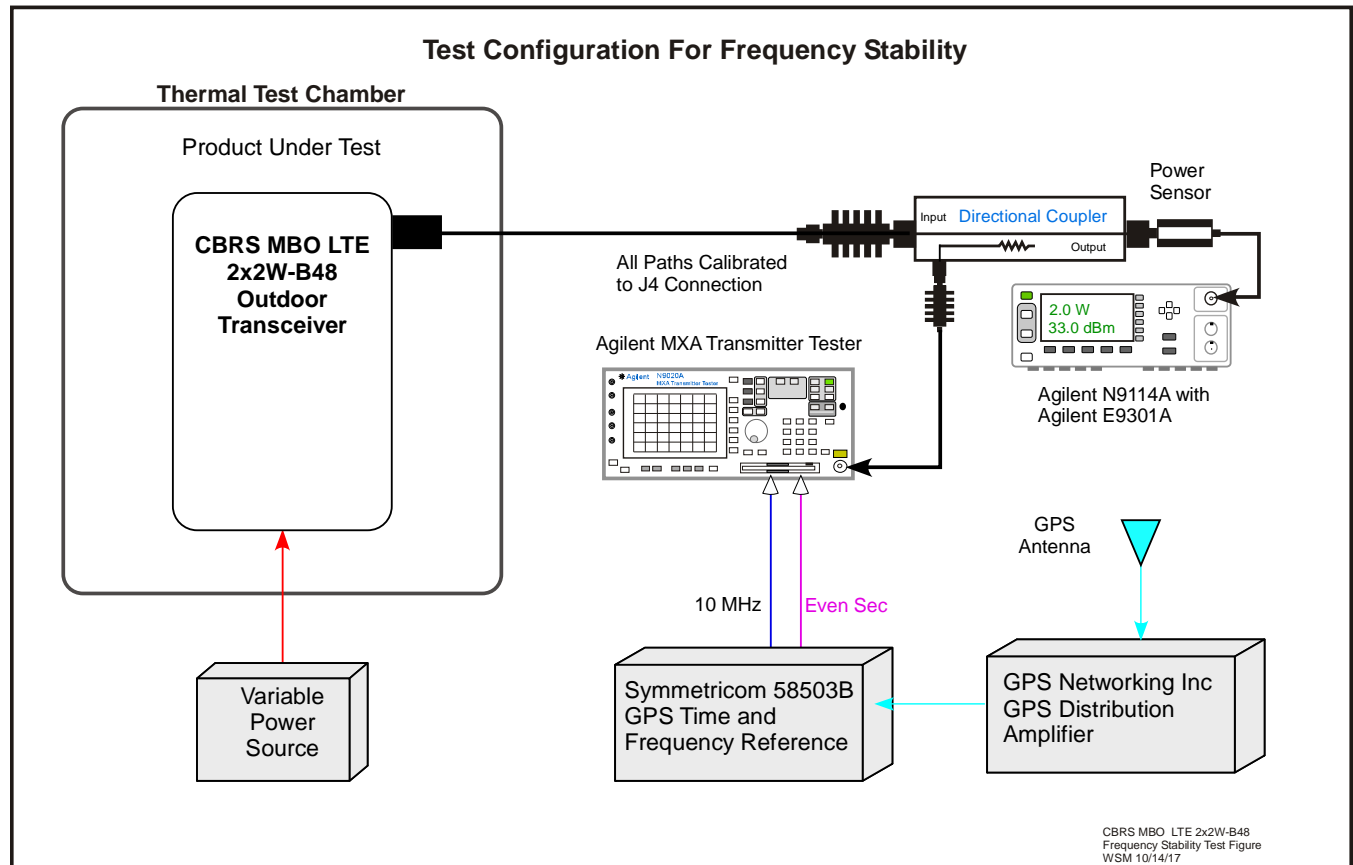 Test Configuration For Frequency Stability
Thermal Test Chamber
Product Under Test
CBRS MBO LTE
2x2W-B48
Outdoor
Transceiver
Variable
Power
Source
All Paths Calibrated
to J4 Connection
Input
Directional Coupler
Output
Power
Sensor
2.0 W
33.0 dBm
Agilent N9114A with
Agilent E9301A
Agilent MXA Transmitter Tester
Agilent
N9020A
MXA Transmitter Tester
10 MHz
Even Sec
GPS
Antenna
Symmetricom 58503B
GPS Time and
Frequency Reference
GPS Networking Inc
GPS Distribution
Amplifier
CBRS MBO LTE 2x2W-B48
Frequency Stability Test Figure
WSM 10/14/17